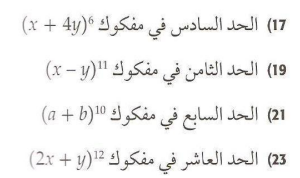 (17 الحد السادس في مفكوك (x + 4y)⁶
(19 الحد الثامن في مفكوك (x − y)¹¹
(21 الحد السابع في مفكوك (a + b)¹⁰
(23 الحد العاشر في مفكوك (2x + y)¹²